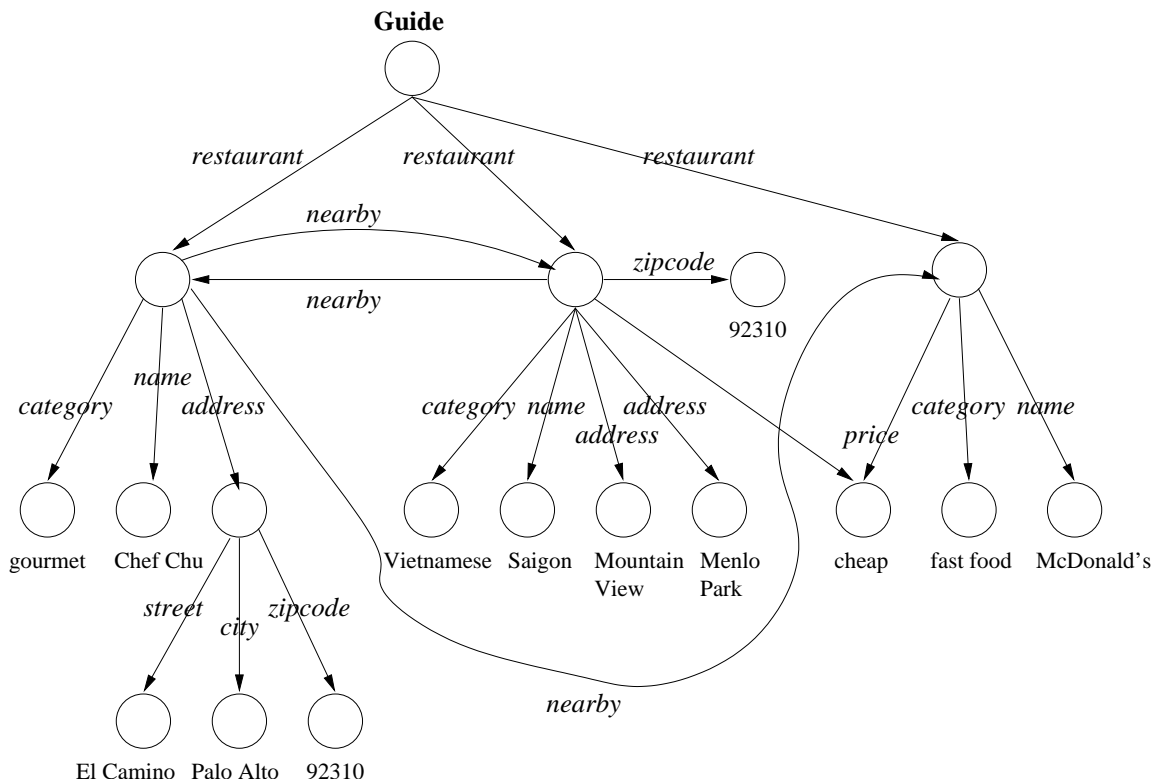 Guide
restaurant restaurant restaurant
nearby
zipcode
nearby
92310
name
category address category name address category name
address price
gourmet Chef Chu Vietnamese Saigon Mountain View Menlo Park cheap fast food McDonald's
street zipcode
city
nearby
El Camino Palo Alto 92310